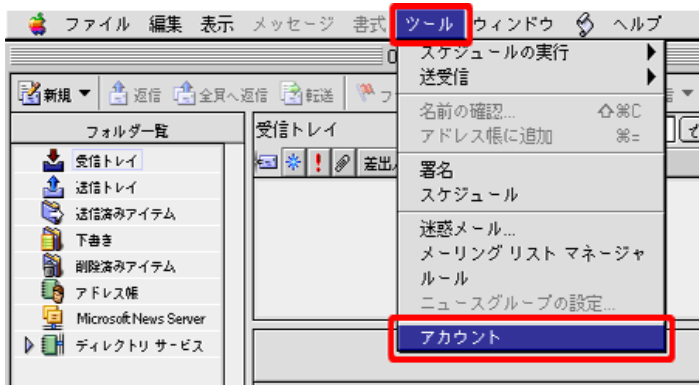 ファイル 編集 表示 メッセージ 書式 ツール ウィンドウ ヘルプ
スケジュールの実行
送受信
名前の確認... ⇧⌘C
アドレス帳に追加 ⌘=
署名
スケジュール
迷惑メール...
メーリング リスト マネージャ
ルール
ニュースグループの設定...
アカウント
新規 返信 全員へ返信 転送
フォルダ一覧
受信トレイ
送信トレイ
送信済みアイテム
下書き
削除済みアイテム
アドレス帳
Microsoft News Server
ディレクトリ サービス
受信トレイ
差出